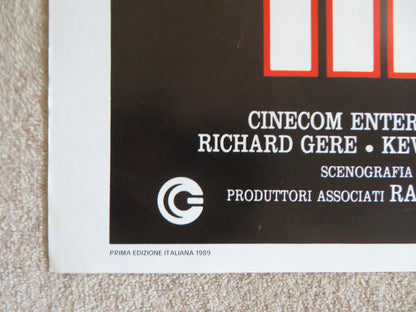 CINECOM ENTER
RICHARD GERE • KEV
SCENOGRAFIA
PRODUTTORI ASSOCIATI RA
PRIMA EDIZIONE ITALIANA 1989